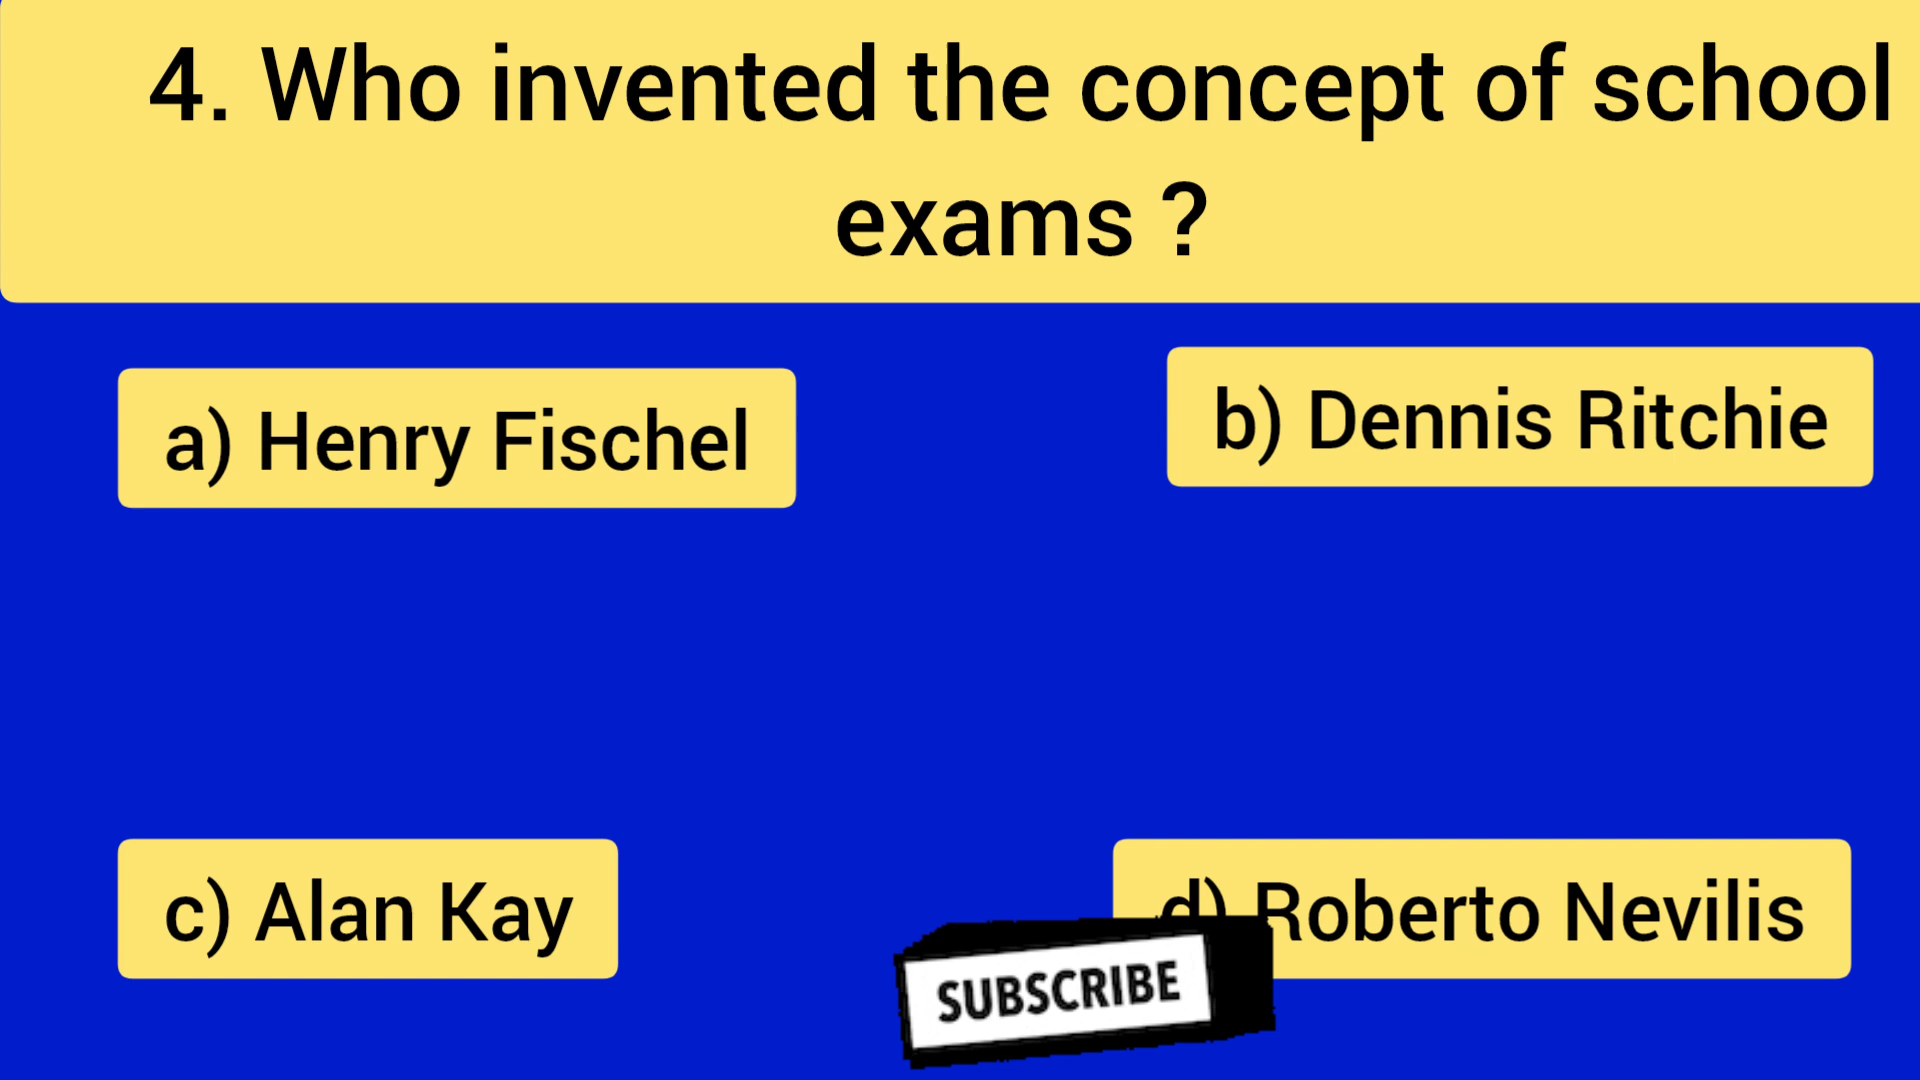 4. Who invented the concept of school
exams ?
a) Henry Fischel
b) Dennis Ritchie
c) Alan Kay
d) Roberto Nevilis
SUBSCRIBE